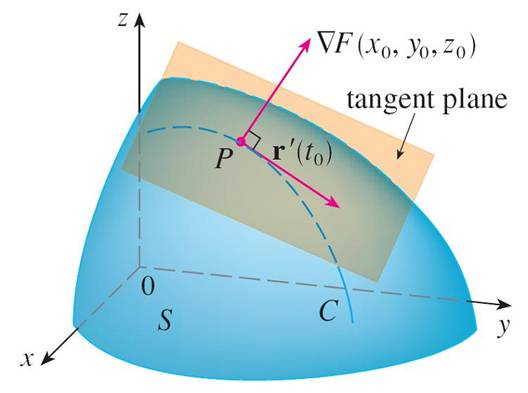 z
∇F(x₀, y₀, z₀)
tangent plane
P
r′(t₀)
0
S
C
x
y